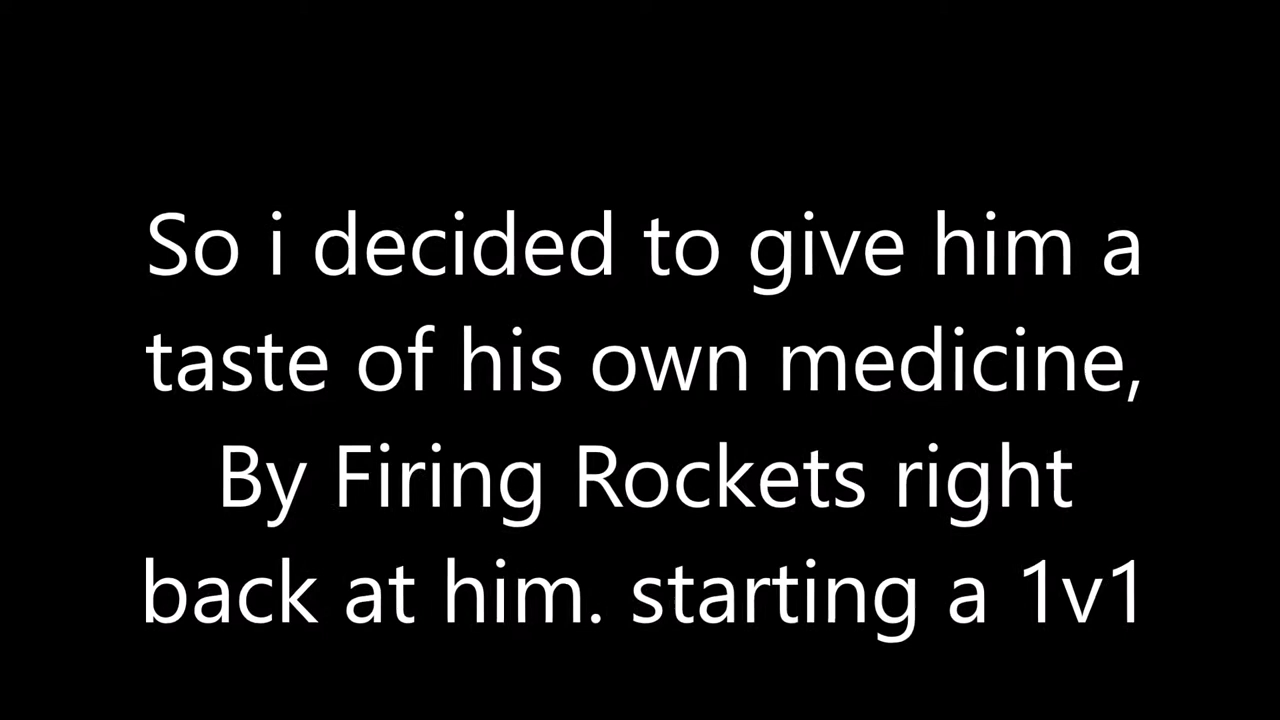 So i decided to give him a
taste of his own medicine,
By Firing Rockets right
back at him. starting a 1v1